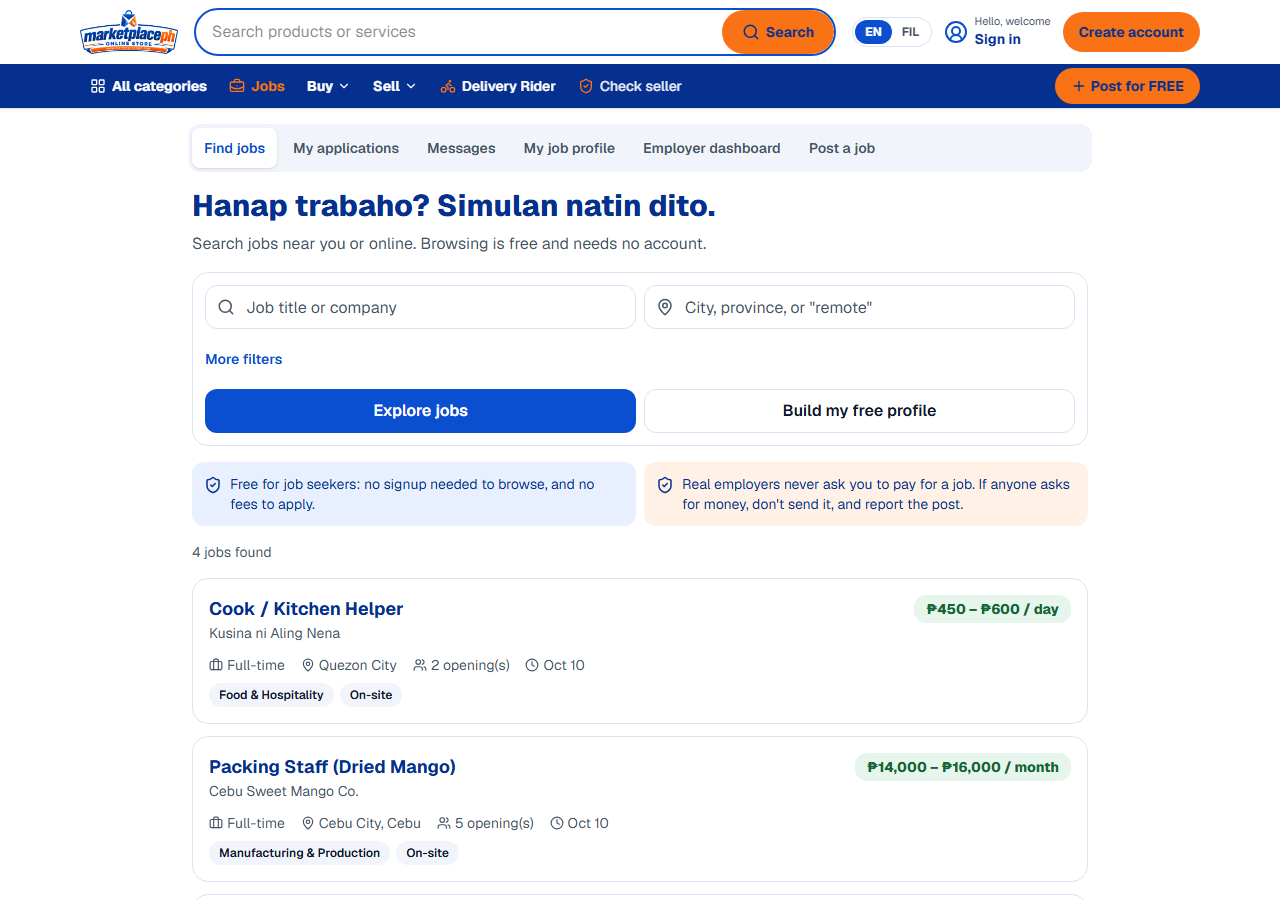 marketplaceph
ONLINE STORE
Search products or services
Search
EN FIL
Hello, welcome
Sign in
Create account
All categories
Jobs
Buy
Sell
Delivery Rider
Check seller
+ Post for FREE
Find jobs
My applications
Messages
My job profile
Employer dashboard
Post a job
Hanap trabaho? Simulan natin dito.
Search jobs near you or online. Browsing is free and needs no account.
Job title or company
City, province, or "remote"
More filters
Explore jobs
Build my free profile
Free for job seekers: no signup needed to browse, and no
fees to apply.
Real employers never ask you to pay for a job. If anyone asks
for money, don't send it, and report the post.
4 jobs found
Cook / Kitchen Helper
₱450 – ₱600 / day
Kusina ni Aling Nena
Full-time
Quezon City
2 opening(s)
Oct 10
Food & Hospitality
On-site
Packing Staff (Dried Mango)
₱14,000 – ₱16,000 / month
Cebu Sweet Mango Co.
Full-time
Cebu City, Cebu
5 opening(s)
Oct 10
Manufacturing & Production
On-site